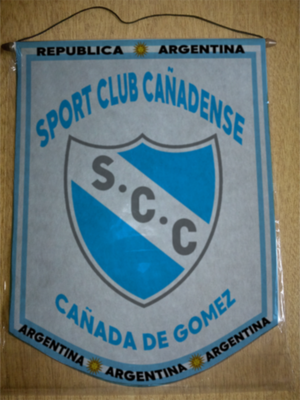 REPUBLICA ARGENTINA
SPORT CLUB CAÑADENSE
S.C.C
CAÑADA DE GOMEZ
ARGENTINA ARGENTINA ARGENTINA